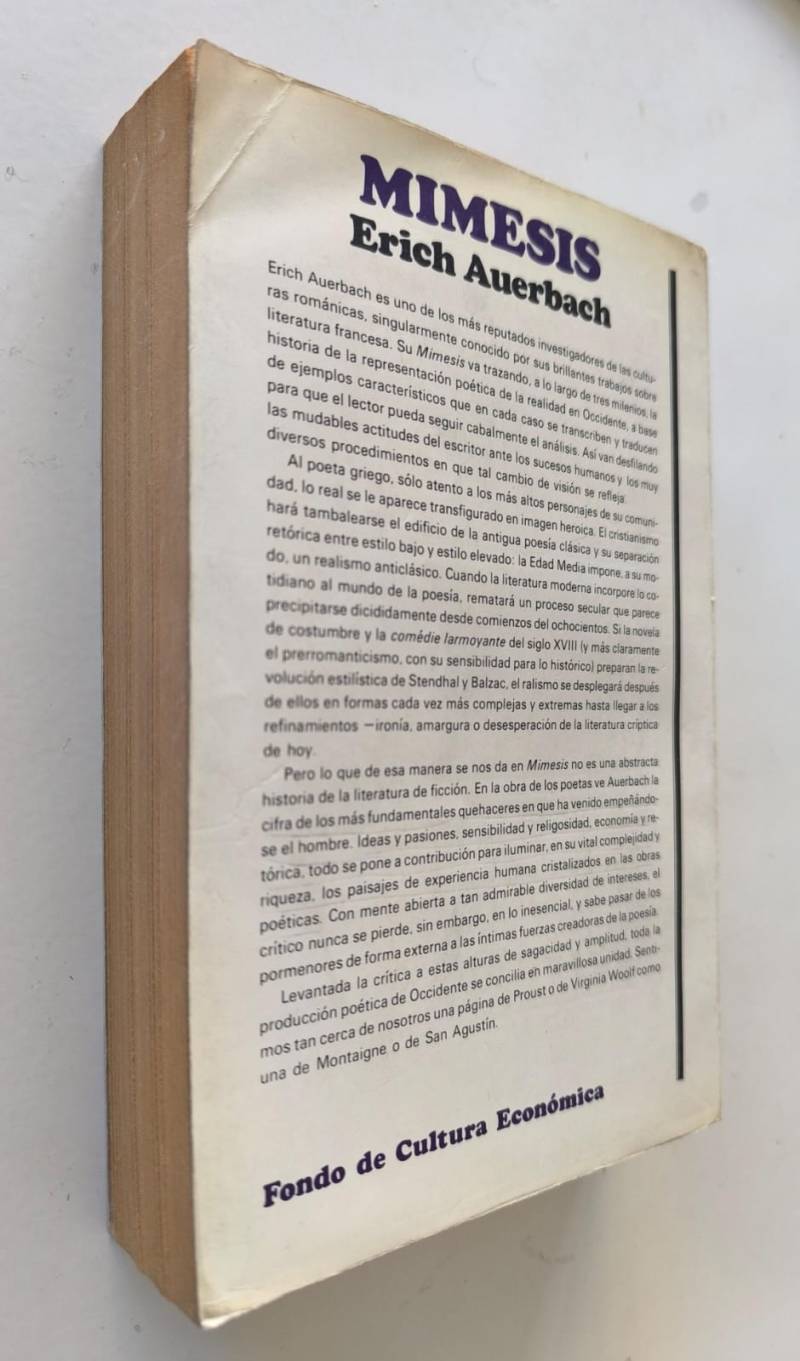 MIMESIS
Erich Auerbach
Erich Auerbach es uno de los más reputados investigadores de las cultu-
ras románicas, singularmente conocido por sus brillantes trabajos sobre
literatura francesa. Su Mimesis va trazando, a lo largo de tres milenios, la
historia de la representación poética de la realidad en Occidente, a base
de ejemplos característicos que en cada caso se transcriben y traducen
para que el lector pueda seguir cabalmente el análisis. Así van desfilando
las mudables actitudes del escritor ante los sucesos humanos y los muy
diversos procedimientos en que tal cambio de visión se refleja.
Al poeta griego, sólo atento a los más altos personajes de su comuni-
dad, lo real se le aparece transfigurado en imagen heroica. El cristianismo
hará tambalearse el edificio de la antigua poesía clásica y su separación
retórica entre estilo bajo y estilo elevado: la Edad Media impone, a su mo-
do, un realismo anticlásico. Cuando la literatura moderna incorpore lo co-
tidiano al mundo de la poesía, rematará un proceso secular que parece
precipitarse dicididamente desde comienzos del ochocientos. Si la novela
de costumbre y la comédie larmoyante del siglo XVIII (y más claramente
el prerromanticismo, con su sensibilidad para lo histórico) preparan la re-
volución estilística de Stendhal y Balzac, el ralismo se desplegará después
de ellos en formas cada vez más complejas y extremas hasta llegar a los
refinamientos —ironía, amargura o desesperación de la literatura críptica
de hoy.
Pero lo que de esa manera se nos da en Mimesis no es una abstracta
historia de la literatura de ficción. En la obra de los poetas ve Auerbach la
cifra de los más fundamentales quehaceres en que ha venido empeñándo-
se el hombre. Ideas y pasiones, sensibilidad y religosidad, economía y re-
tórica, todo se pone a contribución para iluminar, en su vital complejidad y
riqueza, los paisajes de experiencia humana cristalizados en las obras
poéticas. Con mente abierta a tan admirable diversidad de intereses, el
crítico nunca se pierde, sin embargo, en lo inesencial, y sabe pasar de los
pormenores de forma externa a las íntimas fuerzas creadoras de la poesía.
Levantada la crítica a estas alturas de sagacidad y amplitud, toda la
producción poética de Occidente se concilia en maravillosa unidad. Senti-
mos tan cerca de nosotros una página de Proust o de Virginia Woolf como
una de Montaigne o de San Agustín.
Fondo de Cultura Económica